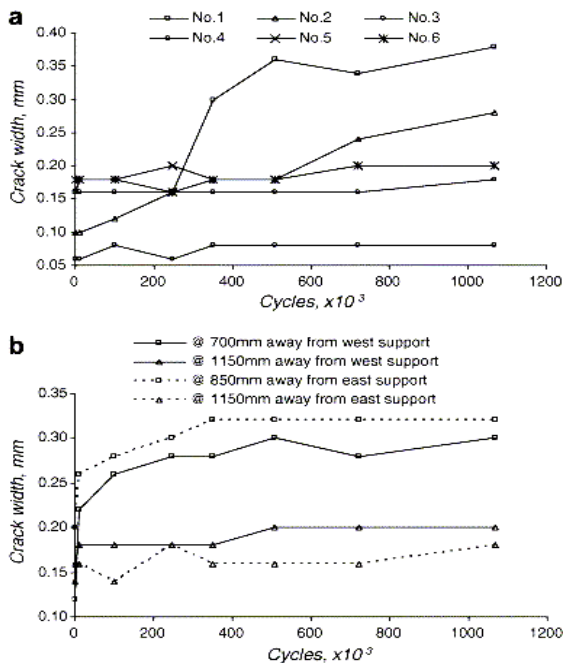 a
No.1 No.2 No.3
No.4 No.5 No.6
Crack width, mm
0.40
0.35
0.30
0.25
0.20
0.15
0.10
0.05
0 200 400 600 800 1000 1200
Cycles, x10³
b
@ 700mm away from west support
@ 1150mm away from west support
@ 850mm away from east support
@ 1150mm away from east support
Crack width, mm
0.35
0.30
0.25
0.20
0.15
0.10
0 200 400 600 800 1000 1200
Cycles, x10³